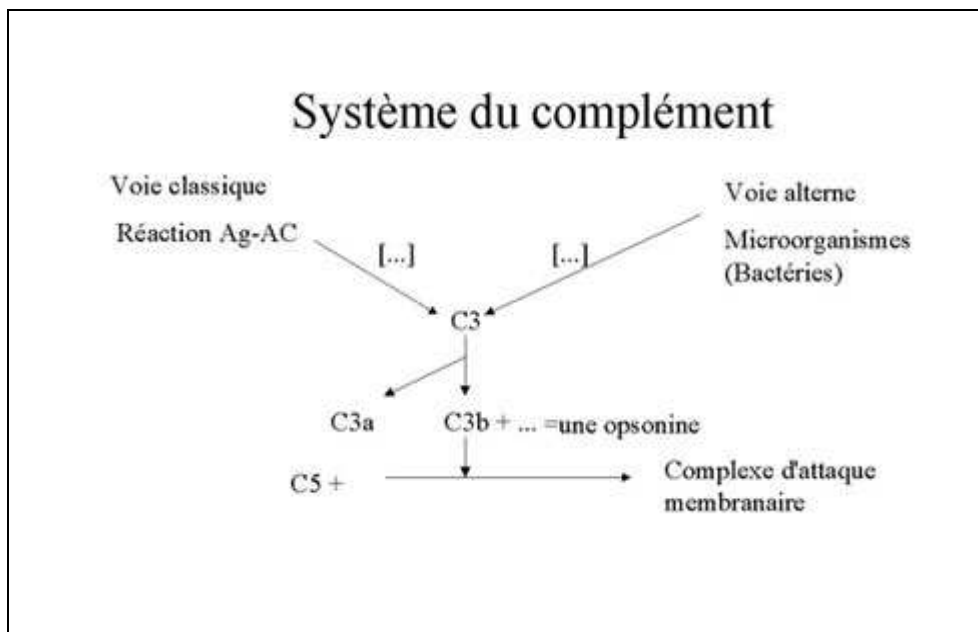 Système du complément
Voie classique
Réaction Ag-AC
Voie alterne
Microorganismes
(Bactéries)
[...]
[...]
C3
C3a
C3b + ... =une opsonine
C5 +
Complexe d'attaque
membranaire